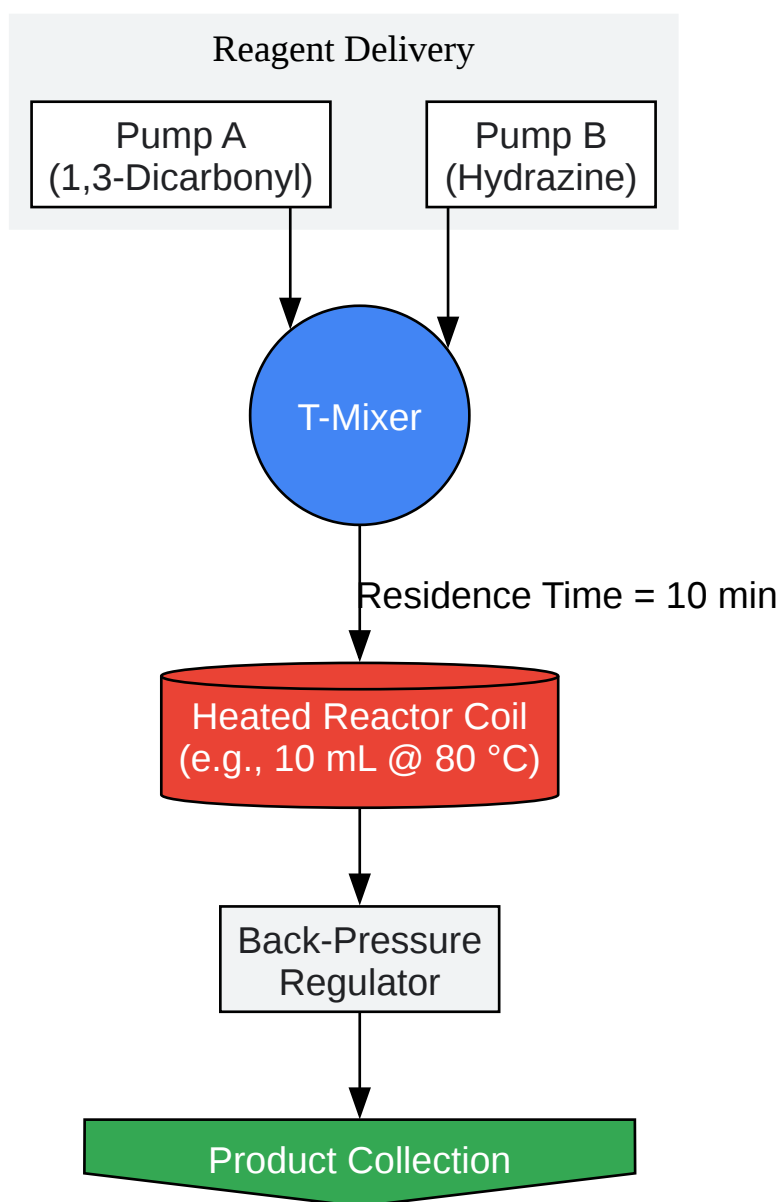 Reagent Delivery
Pump A
(1,3-Dicarbonyl)
Pump B
(Hydrazine)
T-Mixer
Residence Time = 10 min
Heated Reactor Coil
(e.g., 10 mL @ 80 °C)
Back-Pressure
Regulator
Product Collection